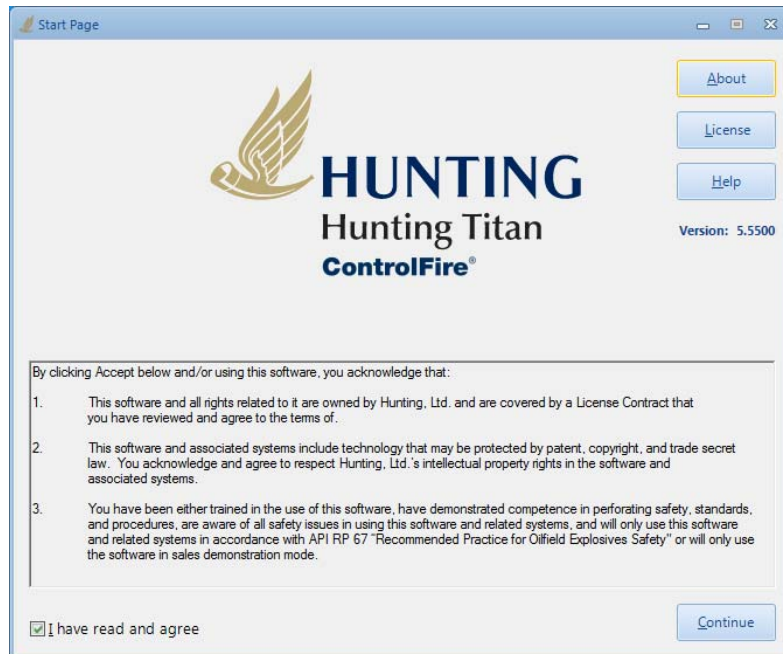 Start Page
About
License
Help
Version: 5.5500
HUNTING
Hunting Titan
ControlFire®
By clicking Accept below and/or using this software, you acknowledge that:
1. This software and all rights related to it are owned by Hunting, Ltd. and are covered by a License Contract that
you have reviewed and agree to the terms of.
2. This software and associated systems include technology that may be protected by patent, copyright, and trade secret
law. You acknowledge and agree to respect Hunting, Ltd.'s intellectual property rights in the software and
associated systems.
3. You have been either trained in the use of this software, have demonstrated competence in perforating safety, standards,
and procedures, are aware of all safety issues in using this software and related systems, and will only use this software
and related systems in accordance with API RP 67 "Recommended Practice for Oilfield Explosives Safety" or will only use
the software in sales demonstration mode.
I have read and agree
Continue